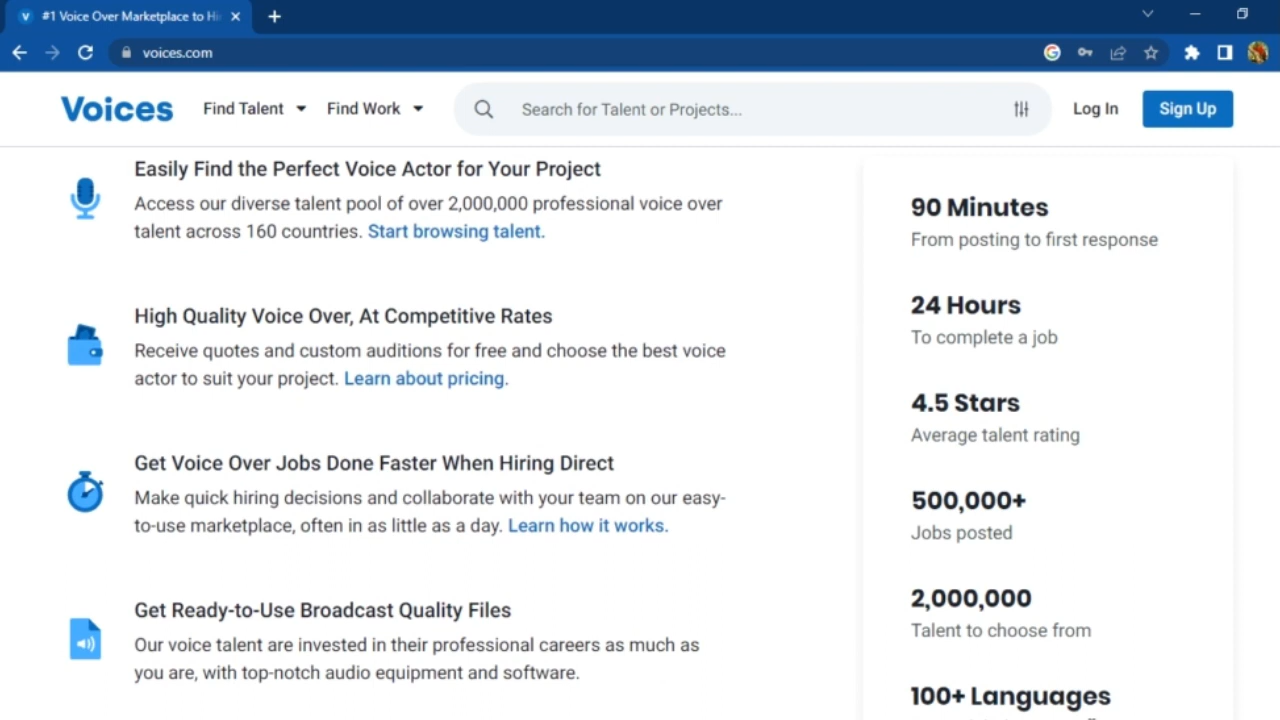 #1 Voice Over Marketplace to Hi
voices.com
Voices
Find Talent
Find Work
Search for Talent or Projects...
Log In
Sign Up
Easily Find the Perfect Voice Actor for Your Project
Access our diverse talent pool of over 2,000,000 professional voice over
talent across 160 countries. Start browsing talent.
High Quality Voice Over, At Competitive Rates
Receive quotes and custom auditions for free and choose the best voice
actor to suit your project. Learn about pricing.
Get Voice Over Jobs Done Faster When Hiring Direct
Make quick hiring decisions and collaborate with your team on our easy-
to-use marketplace, often in as little as a day. Learn how it works.
Get Ready-to-Use Broadcast Quality Files
Our voice talent are invested in their professional careers as much as
you are, with top-notch audio equipment and software.
90 Minutes
From posting to first response
24 Hours
To complete a job
4.5 Stars
Average talent rating
500,000+
Jobs posted
2,000,000
Talent to choose from
100+ Languages